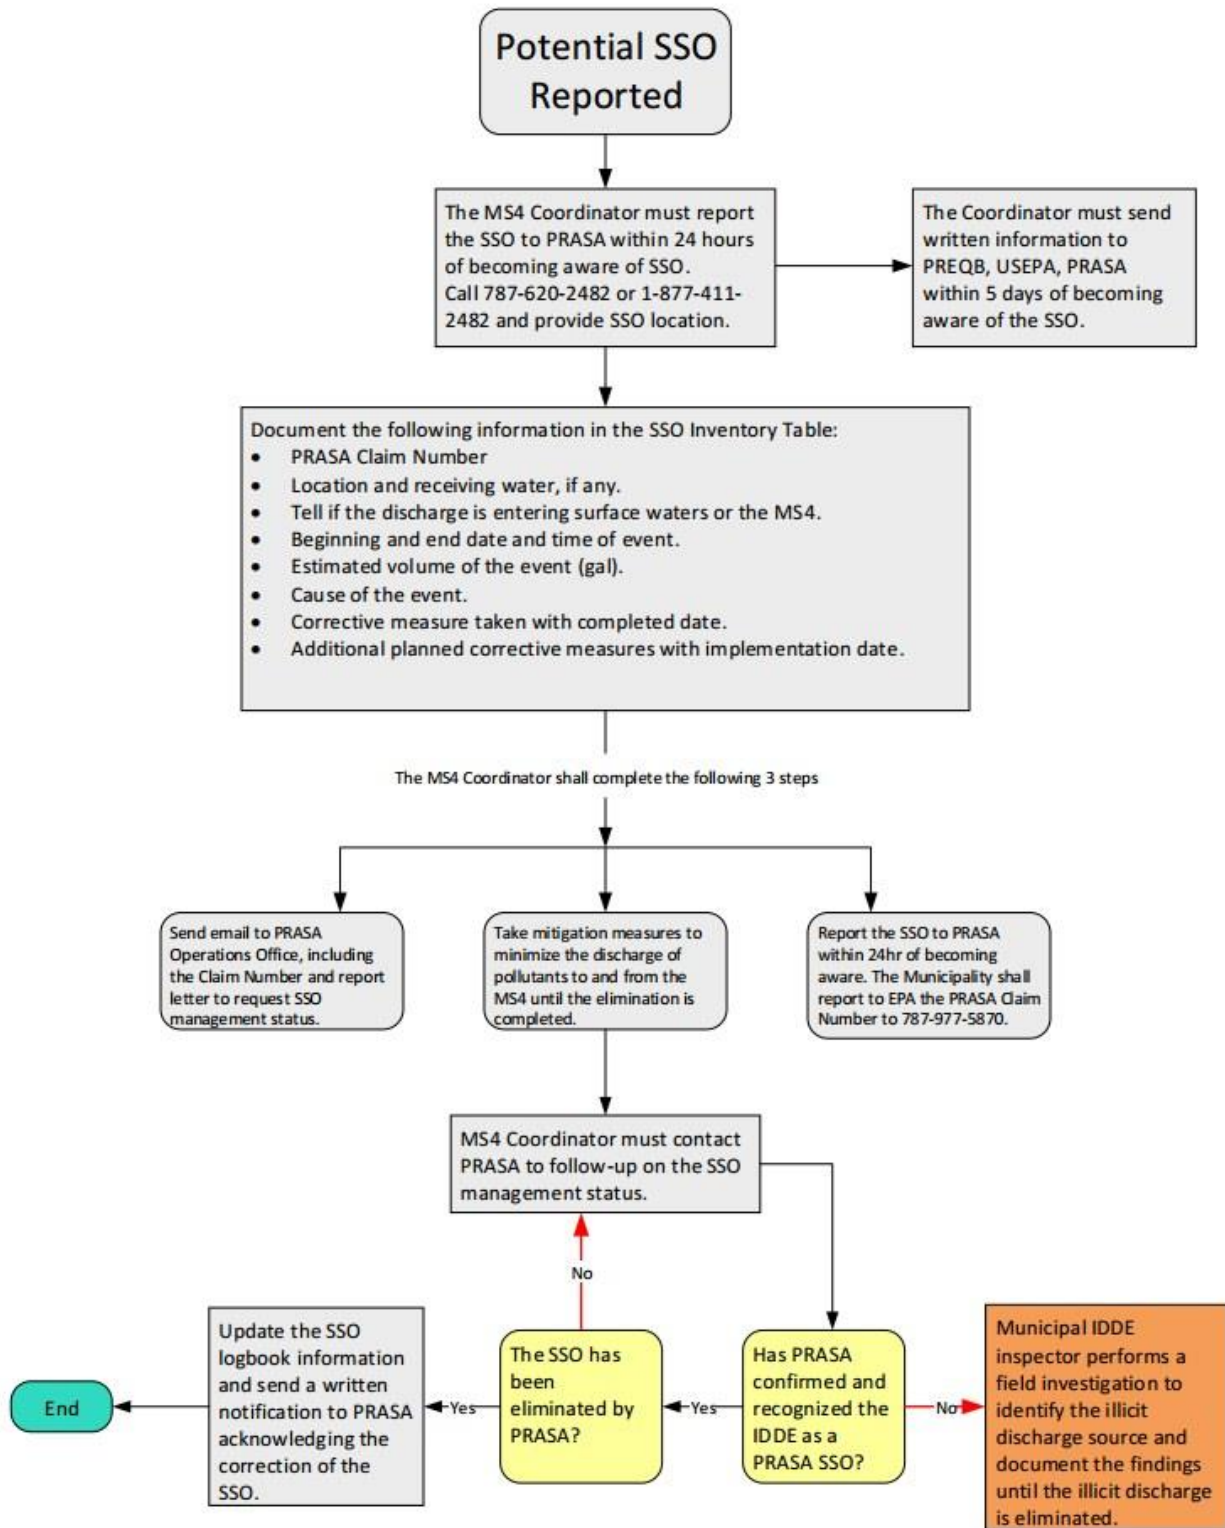 Potential SSO
Reported
The MS4 Coordinator must report
the SSO to PRASA within 24 hours
of becoming aware of SSO.
Call 787-620-2482 or 1-877-411-
2482 and provide SSO location.
The Coordinator must send
written information to
PREQB, USEPA, PRASA
within 5 days of becoming
aware of the SSO.
Document the following information in the SSO Inventory Table:
• PRASA Claim Number
• Location and receiving water, if any.
• Tell if the discharge is entering surface waters or the MS4.
• Beginning and end date and time of event.
• Estimated volume of the event (gal).
• Cause of the event.
• Corrective measure taken with completed date.
• Additional planned corrective measures with implementation date.
The MS4 Coordinator shall complete the following 3 steps
Send email to PRASA
Operations Office, including
the Claim Number and report
letter to request SSO
management status.
Take mitigation measures to
minimize the discharge of
pollutants to and from the
MS4 until the elimination is
completed.
Report the SSO to PRASA
within 24hr of becoming
aware. The Municipality shall
report to EPA the PRASA Claim
Number to 787-977-5870.
MS4 Coordinator must contact
PRASA to follow-up on the SSO
management status.
No
Update the SSO
logbook information
and send a written
notification to PRASA
acknowledging the
correction of the
SSO.
The SSO has
been
eliminated by
PRASA?
Has PRASA
confirmed and
recognized the
IDDE as a
PRASA SSO?
Municipal IDDE
inspector performs a
field investigation to
identify the illicit
discharge source and
document the findings
until the illicit discharge
is eliminated.
End
Yes
Yes
No